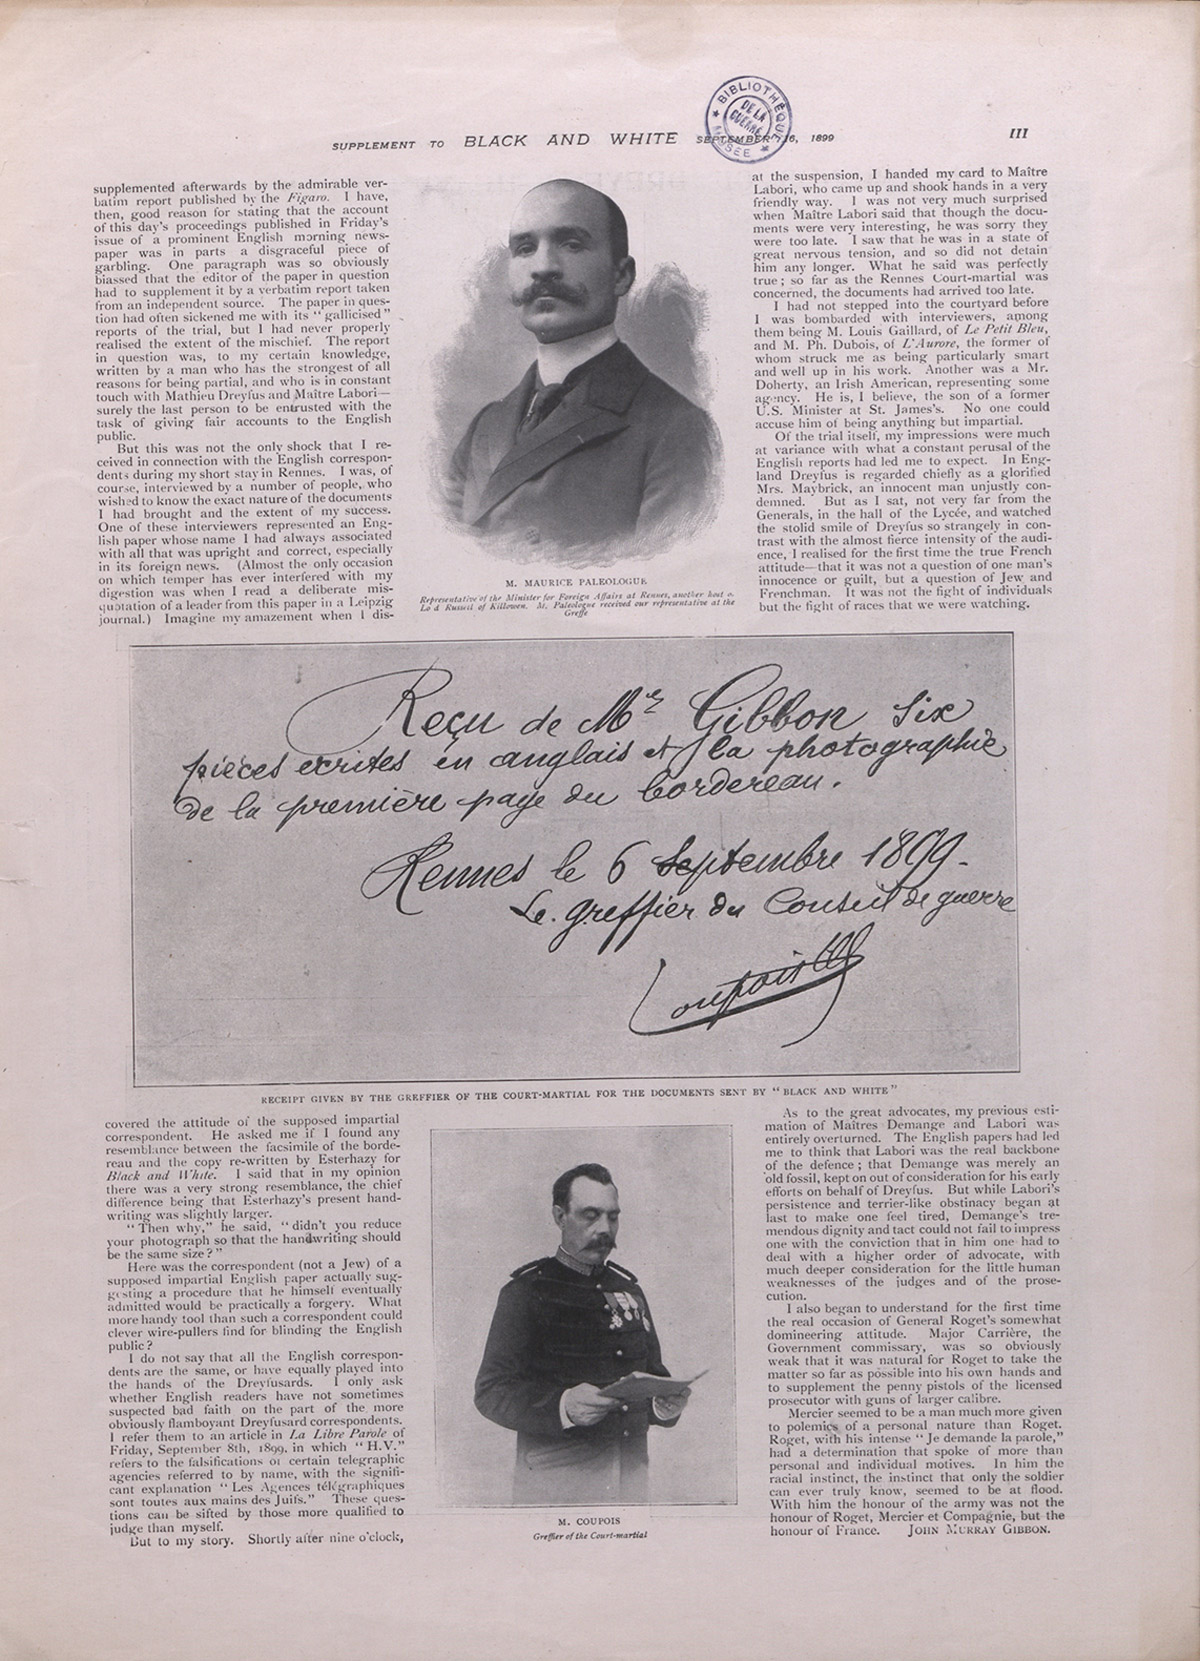 SUPPLEMENT TO BLACK AND WHITE SEPTEMBER 16, 1899
III
BIBLIOTHÈQUE
DE LA
GUERRE
MUSÉE
supplemented afterwards by the admirable ver-
batim report published by the Figaro. I have,
then, good reason for stating that the account
of this day's proceedings published in Friday's
issue of a prominent English morning news-
paper was in parts a disgraceful piece of
garbling. One paragraph was so obviously
biassed that the editor of the paper in question
had to supplement it by a verbatim report taken
from an independent source. The paper in ques-
tion had often sickened me with its "gallicised"
reports of the trial, but I had never properly
realised the extent of the mischief. The report
in question was, to my certain knowledge,
written by a man who has the strongest of all
reasons for being partial, and who is in constant
touch with Mathieu Dreyfus and Maître Labori—
surely the last person to be entrusted with the
task of giving fair accounts to the English
public.
But this was not the only shock that I re-
ceived in connection with the English correspon-
dents during my short stay in Rennes. I was, of
course, interviewed by a number of people, who
wished to know the exact nature of the documents
I had brought and the extent of my success.
One of these interviewers represented an Eng-
lish paper whose name I had always associated
with all that was upright and correct, especially
in its foreign news. (Almost the only occasion
on which temper has ever interfered with my
digestion was when I read a deliberate mis-
quotation of a leader from this paper in a Leipzig
journal.) Imagine my amazement when I dis-
M. MAURICE PALEOLOGUE
Representative of the Minister for Foreign Affairs at Rennes, another host o.
Lo d Russell of Killowen. M. Paleologue received our representative at the
Greffe
at the suspension, I handed my card to Maître
Labori, who came up and shook hands in a very
friendly way. I was not very much surprised
when Maître Labori said that though the docu-
ments were very interesting, he was sorry they
were too late. I saw that he was in a state of
great nervous tension, and so did not detain
him any longer. What he said was perfectly
true; so far as the Rennes Court-martial was
concerned, the documents had arrived too late.
I had not stepped into the courtyard before
I was bombarded with interviewers, among
them being M. Louis Gaillard, of Le Petit Bleu,
and M. Ph. Dubois, of L'Aurore, the former of
whom struck me as being particularly smart
and well up in his work. Another was a Mr.
Doherty, an Irish American, representing some
agency. He is, I believe, the son of a former
U.S. Minister at St. James's. No one could
accuse him of being anything but impartial.
Of the trial itself, my impressions were much
at variance with what a constant perusal of the
English reports had led me to expect. In Eng-
land Dreyfus is regarded chiefly as a glorified
Mrs. Maybrick, an innocent man unjustly con-
demned. But as I sat, not very far from the
Generals, in the hall of the Lycée, and watched
the stolid smile of Dreyfus so strangely in con-
trast with the almost fierce intensity of the audi-
ence, I realised for the first time the true French
attitude—that it was not a question of one man's
innocence or guilt, but a question of Jew and
Frenchman. It was not the fight of individuals
but the fight of races that we were watching.
Reçu de Mr Gibbon six
pièces ecrites en anglais et la photographie
de la première page du bordereau.
Rennes le 6 Septembre 1899.
Le greffier du Conseil de guerre
Coupois
RECEIPT GIVEN BY THE GREFFIER OF THE COURT-MARTIAL FOR THE DOCUMENTS SENT BY "BLACK AND WHITE"
covered the attitude of the supposed impartial
correspondent. He asked me if I found any
resemblance between the facsimile of the borde-
reau and the copy re-written by Esterhazy for
Black and White. I said that in my opinion
there was a very strong resemblance, the chief
difference being that Esterhazy's present hand-
writing was slightly larger.
"Then why," he said, "didn't you reduce
your photograph so that the handwriting should
be the same size?"
Here was the correspondent (not a Jew) of a
supposed impartial English paper actually sug-
gesting a procedure that he himself eventually
admitted would be practically a forgery. What
more handy tool than such a correspondent could
clever wire-pullers find for blinding the English
public?
I do not say that all the English correspon-
dents are the same, or have equally played into
the hands of the Dreyfusards. I only ask
whether English readers have not sometimes
suspected bad faith on the part of the more
obviously flamboyant Dreyfusard correspondents.
I refer them to an article in La Libre Parole of
Friday, September 8th, 1899, in which "H.V."
refers to the falsifications of certain telegraphic
agencies referred to by name, with the signifi-
cant explanation "Les Agences télégraphiques
sont toutes aux mains des Juifs." These ques-
tions can be sifted by those more qualified to
judge than myself.
But to my story. Shortly after nine o'clock,
M. COUPOIS
Greffier of the Court-martial
As to the great advocates, my previous esti-
mation of Maîtres Demange and Labori was
entirely overturned. The English papers had led
me to think that Labori was the real backbone
of the defence; that Demange was merely an
old fossil, kept on out of consideration for his early
efforts on behalf of Dreyfus. But while Labori's
persistence and terrier-like obstinacy began at
last to make one feel tired, Demange's tre-
mendous dignity and tact could not fail to impress
one with the conviction that in him one had to
deal with a higher order of advocate, with
much deeper consideration for the little human
weaknesses of the judges and of the prose-
cution.
I also began to understand for the first time
the real occasion of General Roget's somewhat
domineering attitude. Major Carrière, the
Government commissary, was so obviously
weak that it was natural for Roget to take the
matter so far as possible into his own hands and
to supplement the penny pistols of the licensed
prosecutor with guns of larger calibre.
Mercier seemed to be a man much more given
to polemics of a personal nature than Roget.
Roget, with his intense "Je demande la parole,"
had a determination that spoke of more than
personal and individual motives. In him the
racial instinct, the instinct that only the soldier
can ever truly know, seemed to be at flood.
With him the honour of the army was not the
honour of Roget, Mercier et Compagnie, but the
honour of France. JOHN MURRAY GIBBON.